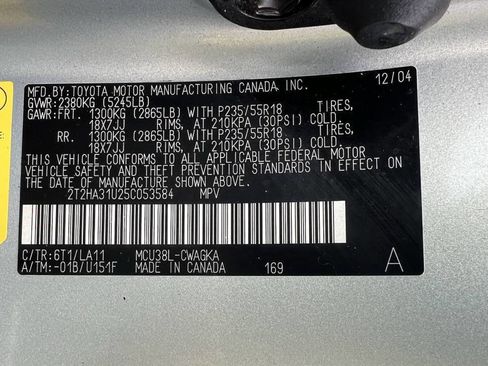 MFD.BY:TOYOTA MOTOR MANUFACTURING CANADA INC. 12/04
GVWR:2380KG (5245LB)
GAWR:FRT. 1300KG (2865LB) WITH P235/55R18 TIRES,
18X7JJ RIMS, AT 210KPA (30PSI) COLD.
RR. 1300KG (2865LB) WITH P235/55R18 TIRES,
18X7JJ RIMS, AT 210KPA (30PSI) COLD.
THIS VEHICLE CONFORMS TO ALL APPLICABLE FEDERAL MOTOR
VEHICLE SAFETY AND THEFT PREVENTION STANDARDS IN EFFECT ON
THE DATE OF MANUFACTURE SHOWN ABOVE.
2T2HA31U25C053584 MPV
C/TR:6T1/LA11 MCU38L-CWAGKA A
A/TM:-01B/U151F MADE IN CANADA 169